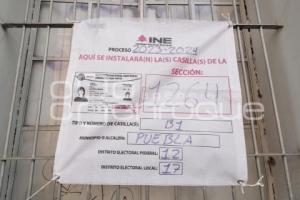 INE
PROCESO 2023-2024
AQUÍ SE INSTALARÁ(N) LA(S) CASILLA(S) DE LA
SECCIÓN:
1264
TIPO Y NÚMERO DE CASILLA(S): B1
MUNICIPIO O ALCALDÍA: PUEBLA
DISTRITO ELECTORAL FEDERAL: 12
DISTRITO ELECTORAL LOCAL: 17